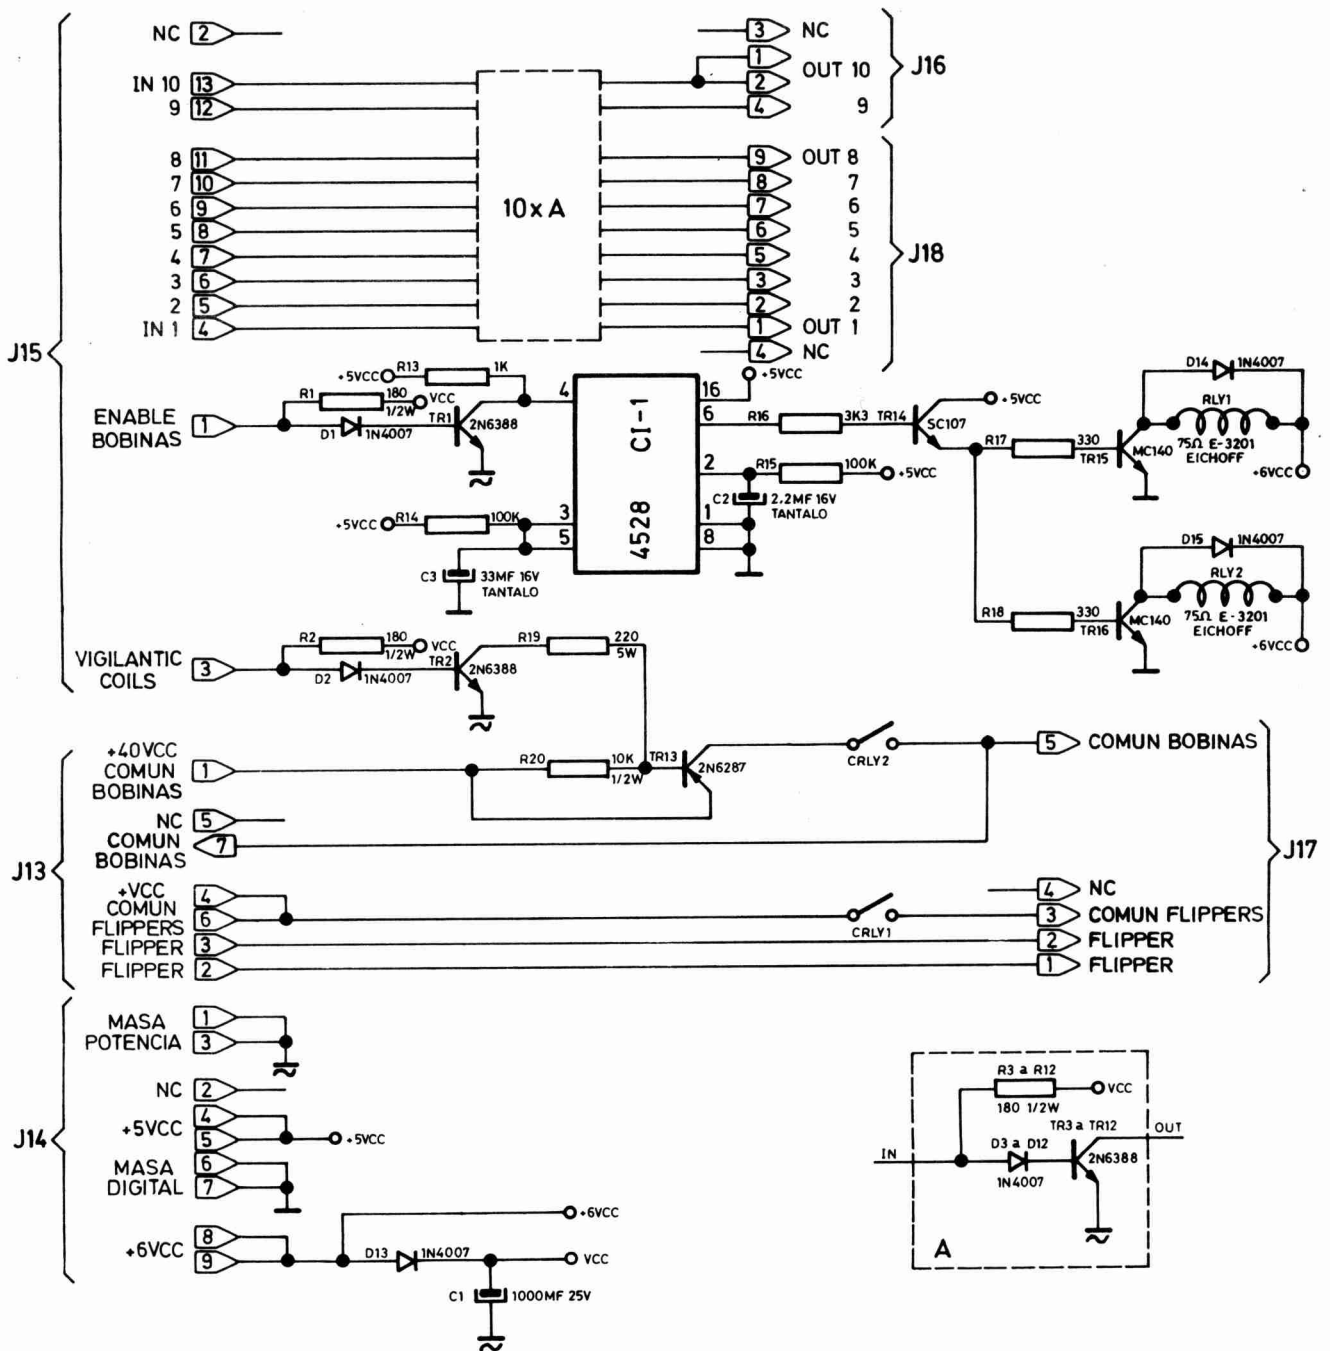 NC 2
3 NC
1
IN 10 13
2 OUT 10
J16
9 12
4 9
8 11
9 OUT 8
7 10
8 7
6 9
10xA
7 6
5 8
6 5
4 7
5 4
J18
3 6
3 3
2 5
2 2
IN 1 4
1 OUT 1
4 NC
J15
+5VCC R13 1K
4
16 +5VCC
D14 1N4007
RLY1
R1 180 VCC
1/2W
ENABLE
BOBINAS
1
D1 1N4007
TR1
2N6388
CI-1
4528
6
R16 3K3 TR14
SC107
+5VCC
75Ω E-3201
EICHOFF
R17 330
TR15
MC140
+6VCC
2
R15 100K
+5VCC
C2 2,2MF 16V
TANTALO
+5VCC R14 100K
3
1
5
8
C3 33MF 16V
TANTALO
D15 1N4007
RLY2
75Ω E-3201
EICHOFF
R18 330
TR16
MC140
+6VCC
R2 180 VCC
1/2W
VIGILANTIC
COILS
3
D2 1N4007
TR2
2N6388
R19 220
5W
+40VCC
COMUN
BOBINAS
1
R20 10K
1/2W
TR13
2N6287
CRLY2
5 COMUN BOBINAS
NC 5
COMUN
BOBINAS
7
J13
J17
+VCC
COMUN
FLIPPERS
4
6
4 NC
CRLY1
3 COMUN FLIPPERS
FLIPPER 3
2 FLIPPER
FLIPPER 2
1 FLIPPER
MASA
POTENCIA
1
3
NC 2
J14
+5VCC
4
5
+5VCC
MASA
DIGITAL
6
7
+6VCC
8
9
+6VCC
D13 1N4007
VCC
C1 1000MF 25V
R3 a R12
180 1/2W
VCC
TR3 a TR12
OUT
IN
D3 a D12
1N4007
2N6388
A